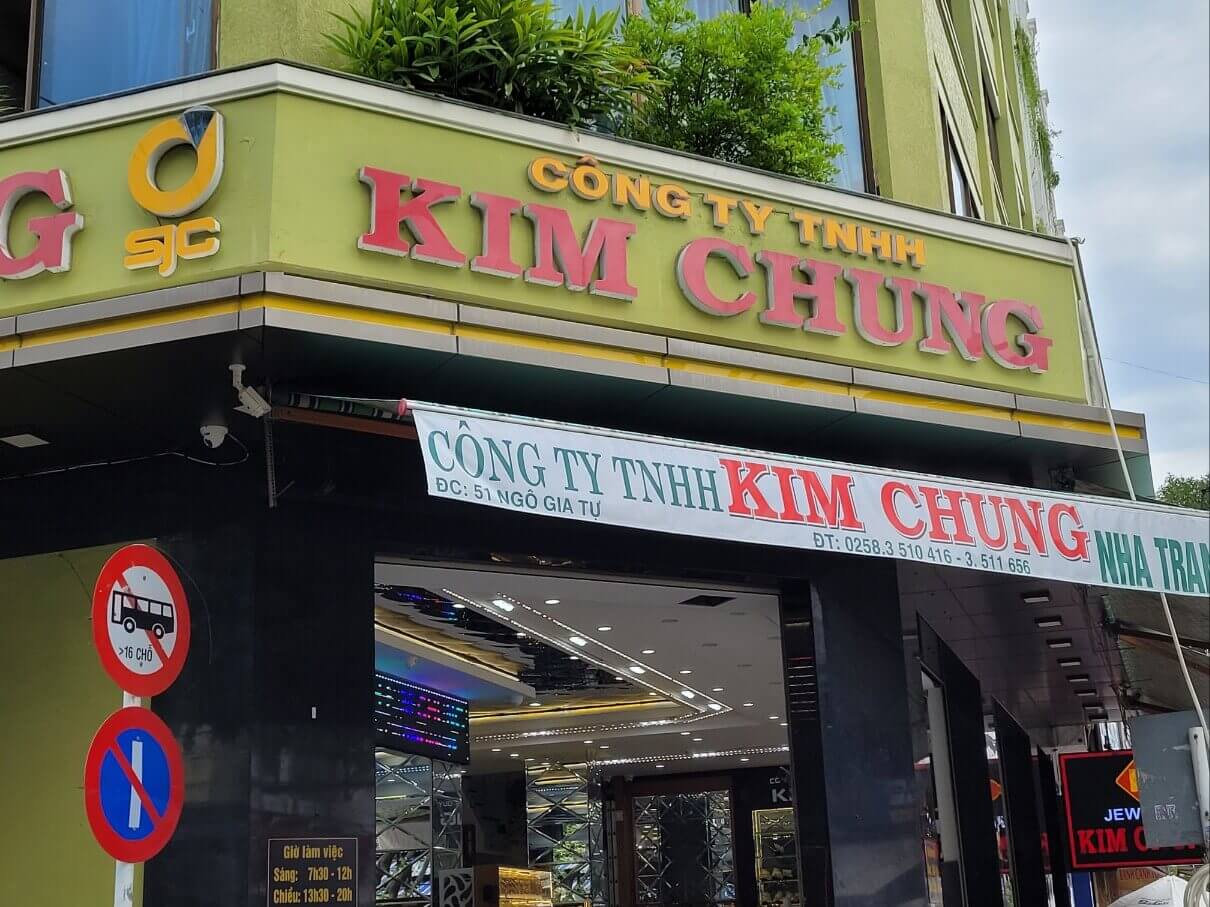 G
SJC
CÔNG TY TNHH
KIM CHUNG
CÔNG TY TNHH KIM CHUNG NHA TRAN
ĐC: 51 NGÔ GIA TỰ
ĐT: 0258.3 510 416 - 3. 511 656
>16 CHỖ
Giờ làm việc
Sáng: 7h30 - 12h
Chiều: 13h30 - 20h
JEW
KIM